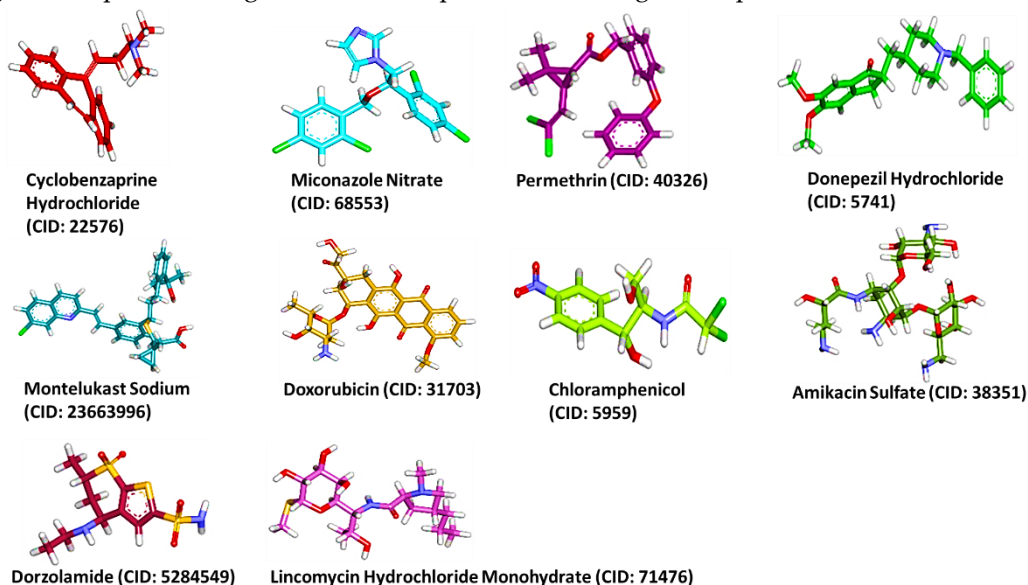 Cyclobenzaprine
Hydrochloride
(CID: 22576)
Miconazole Nitrate
(CID: 68553)
Permethrin (CID: 40326)
Donepezil Hydrochloride
(CID: 5741)
Montelukast Sodium
(CID: 23663996)
Doxorubicin (CID: 31703)
Chloramphenicol
(CID: 5959)
Amikacin Sulfate (CID: 38351)
Dorzolamide (CID: 5284549)
Lincomycin Hydrochloride Monohydrate (CID: 71476)